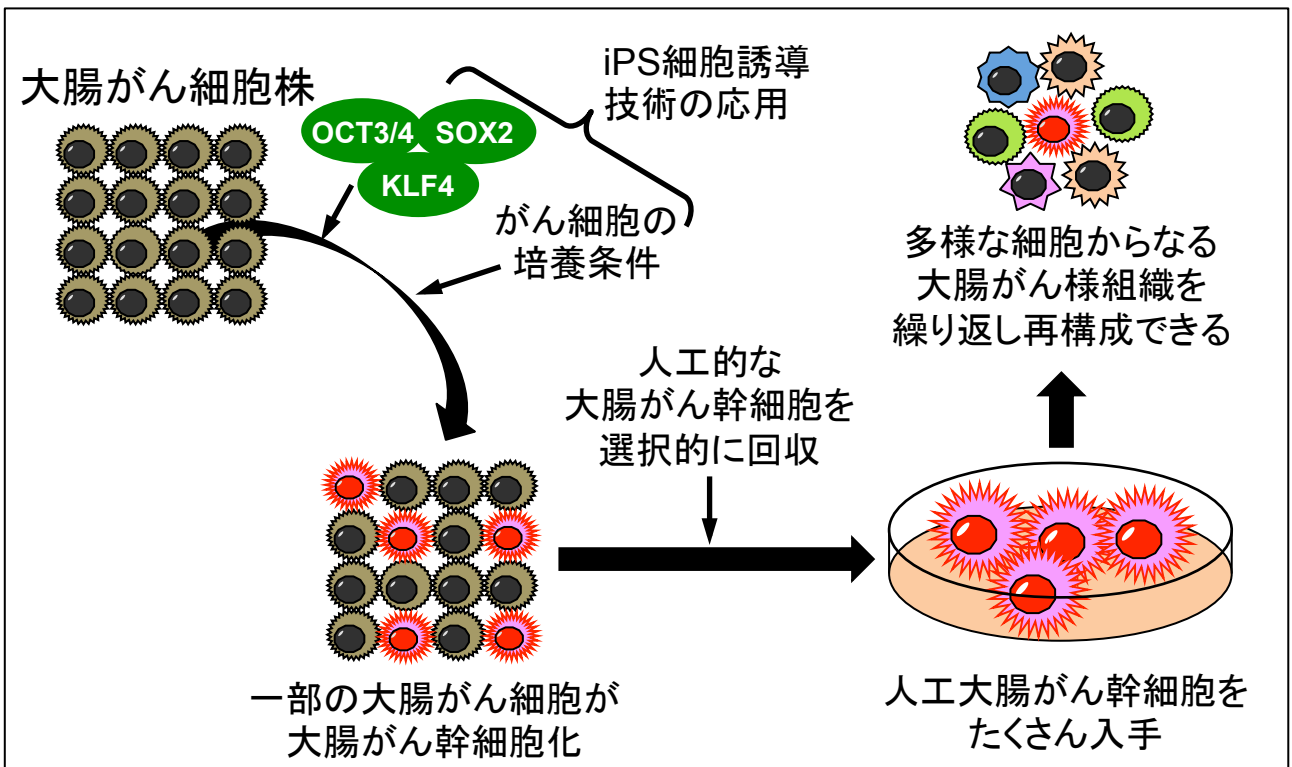 大腸がん細胞株
OCT3/4
SOX2
KLF4
iPS細胞誘導
技術の応用
がん細胞の
培養条件
一部の大腸がん細胞が
大腸がん幹細胞化
人工的な
大腸がん幹細胞を
選択的に回収
人工大腸がん幹細胞を
たくさん入手
多様な細胞からなる
大腸がん様組織を
繰り返し再構成できる